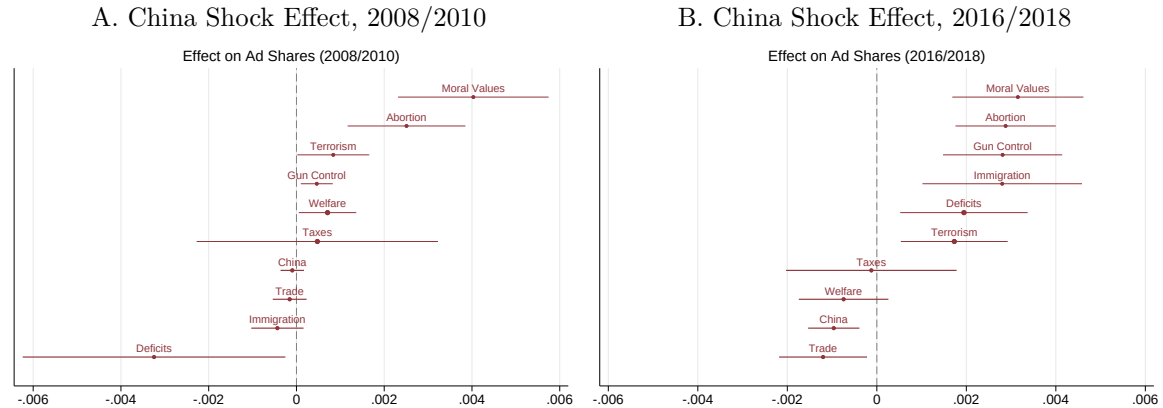 A. China Shock Effect, 2008/2010
Effect on Ad Shares (2008/2010)
Moral Values
Abortion
Terrorism
Gun Control
Welfare
Taxes
China
Trade
Immigration
Deficits
-.006 -.004 -.002 0 .002 .004 .006
B. China Shock Effect, 2016/2018
Effect on Ad Shares (2016/2018)
Moral Values
Abortion
Gun Control
Immigration
Deficits
Terrorism
Taxes
Welfare
China
Trade
-.006 -.004 -.002 0 .002 .004 .006